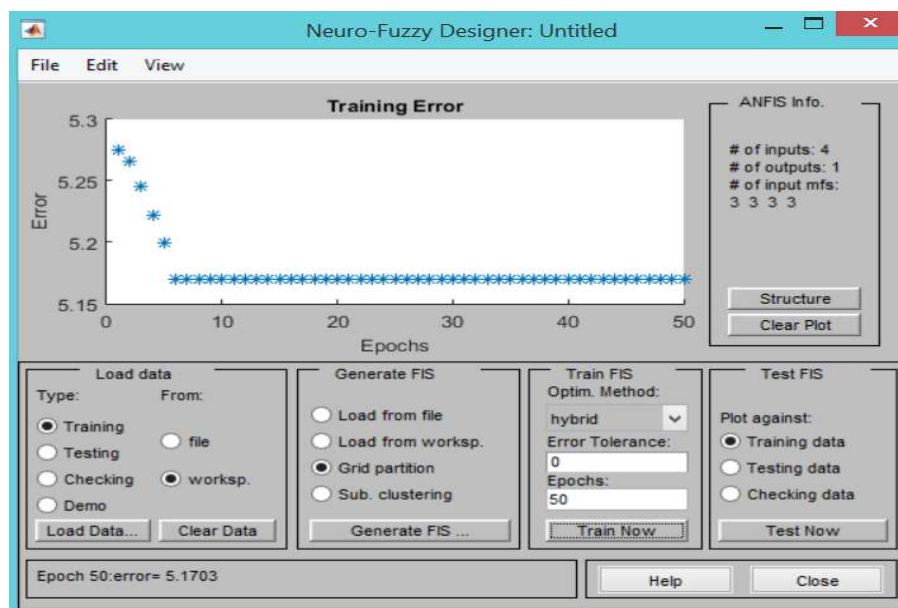 Neuro-Fuzzy Designer: Untitled
File Edit View
Training Error
5.3
5.25
5.2
5.15
Error
0 10 20 30 40 50
Epochs
ANFIS Info.
# of inputs: 4
# of outputs: 1
# of input mfs:
3 3 3 3
Structure
Clear Plot
Load data
Type: From:
Training
Testing
Checking
Demo
file
worksp.
Load Data...
Clear Data
Generate FIS
Load from file
Load from worksp.
Grid partition
Sub. clustering
Generate FIS ...
Train FIS
Optim. Method:
hybrid
Error Tolerance:
0
Epochs:
50
Train Now
Test FIS
Plot against:
Training data
Testing data
Checking data
Test Now
Epoch 50:error= 5.1703
Help
Close